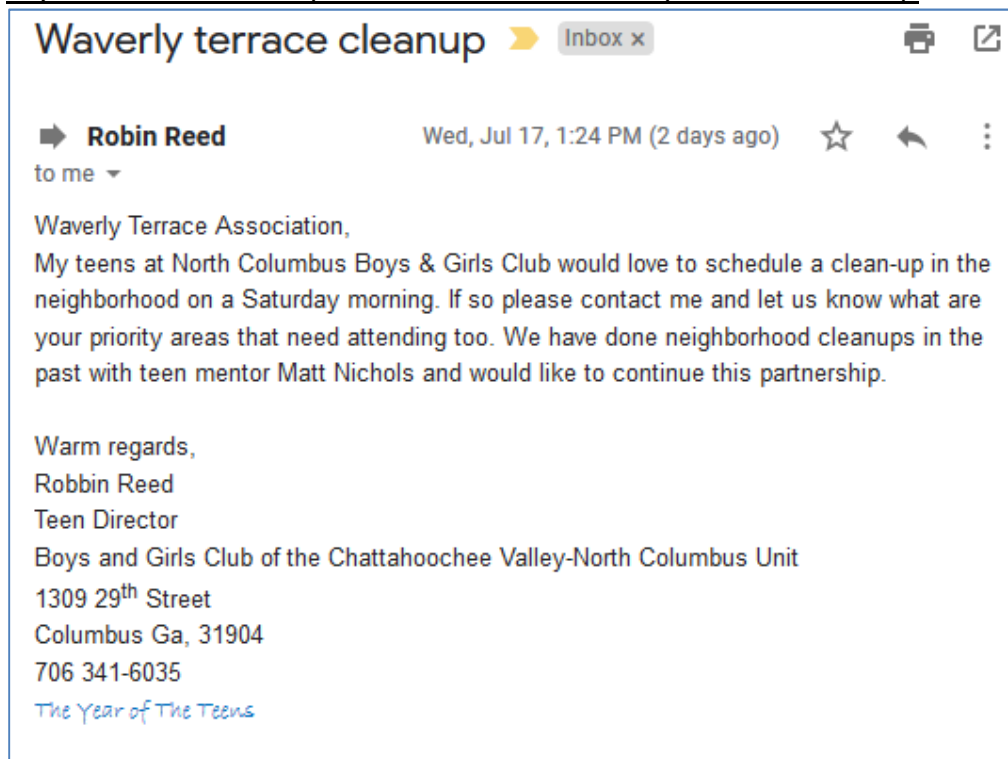 Waverly terrace cleanup Inbox x
Robin Reed Wed, Jul 17, 1:24 PM (2 days ago)
to me
Waverly Terrace Association,
My teens at North Columbus Boys & Girls Club would love to schedule a clean-up in the
neighborhood on a Saturday morning. If so please contact me and let us know what are
your priority areas that need attending too. We have done neighborhood cleanups in the
past with teen mentor Matt Nichols and would like to continue this partnership.
Warm regards,
Robbin Reed
Teen Director
Boys and Girls Club of the Chattahoochee Valley-North Columbus Unit
1309 29th Street
Columbus Ga, 31904
706 341-6035
The Year of The Teens